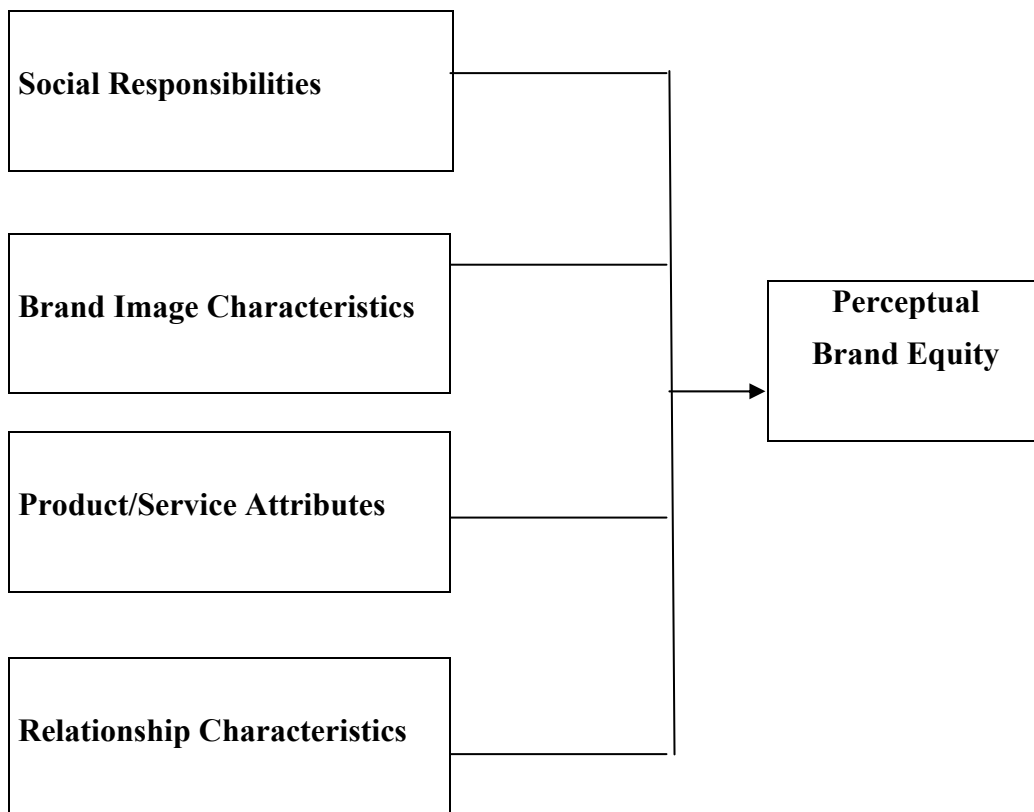 Social Responsibilities
Brand Image Characteristics
Perceptual
Brand Equity
Product/Service Attributes
Relationship Characteristics